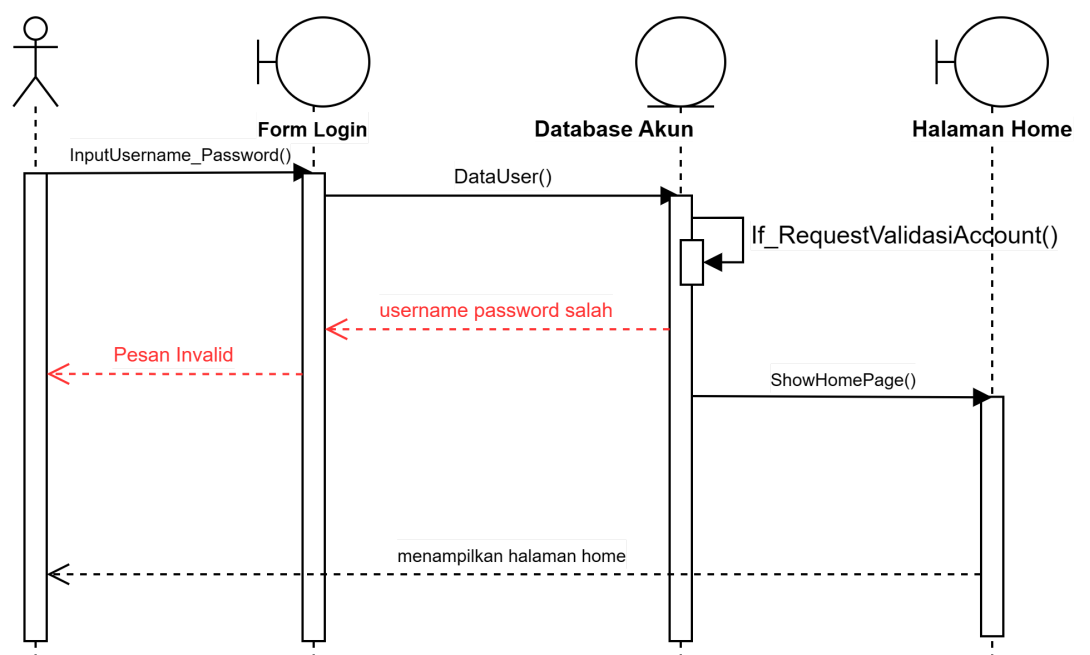 Form Login
Database Akun
Halaman Home
InputUsername_Password()
DataUser()
If_RequestValidasiAccount()
username password salah
Pesan Invalid
ShowHomePage()
menampilkan halaman home